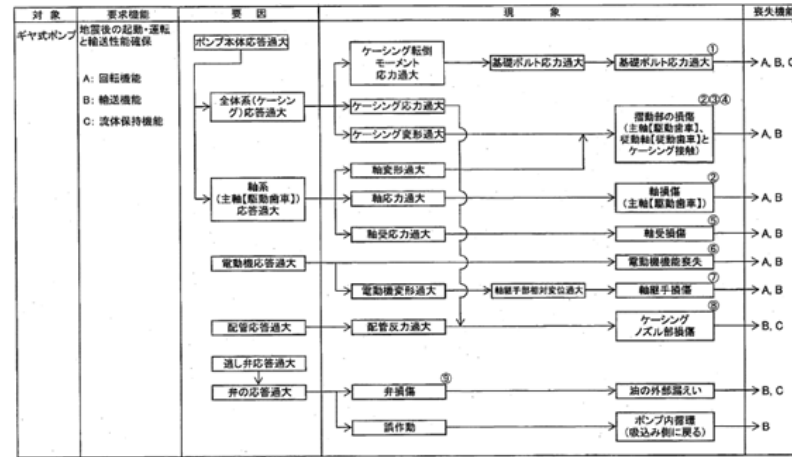 対 象
要求機能
要 因
現 象
喪失機能
ギヤ式ポンプ
地震後の起動・運転
と輸送性能確保
A: 回転機能
B: 輸送機能
C: 流体保持機能
ポンプ本体応答過大
全体系(ケーシン
グ)応答過大
ケーシング転倒
モーメント
応力過大
基礎ボルト応力過大
①
基礎ボルト応力過大
A, B, C
ケーシング応力過大
ケーシング変形過大
②③④
摺動部の損傷
(主軸【駆動歯車】、
従動軸【従動歯車】と
ケーシング接触)
A, B
軸系
(主軸【駆動歯車】)
応答過大
軸変形過大
軸応力過大
②
軸損傷
(主軸【駆動歯車】)
A, B
軸受応力過大
⑤
軸受損傷
A, B
電動機応答過大
⑥
電動機機能喪失
A, B
電動機変形過大
軸継手部相対変位過大
⑦
軸継手損傷
A, B
配管応答過大
配管反力過大
⑧
ケーシング
ノズル部損傷
B, C
逃し弁応答過大
弁の応答過大
⑨
弁損傷
油の外部漏えい
B, C
誤作動
ポンプ内循環
(吸込み側に戻る)
B